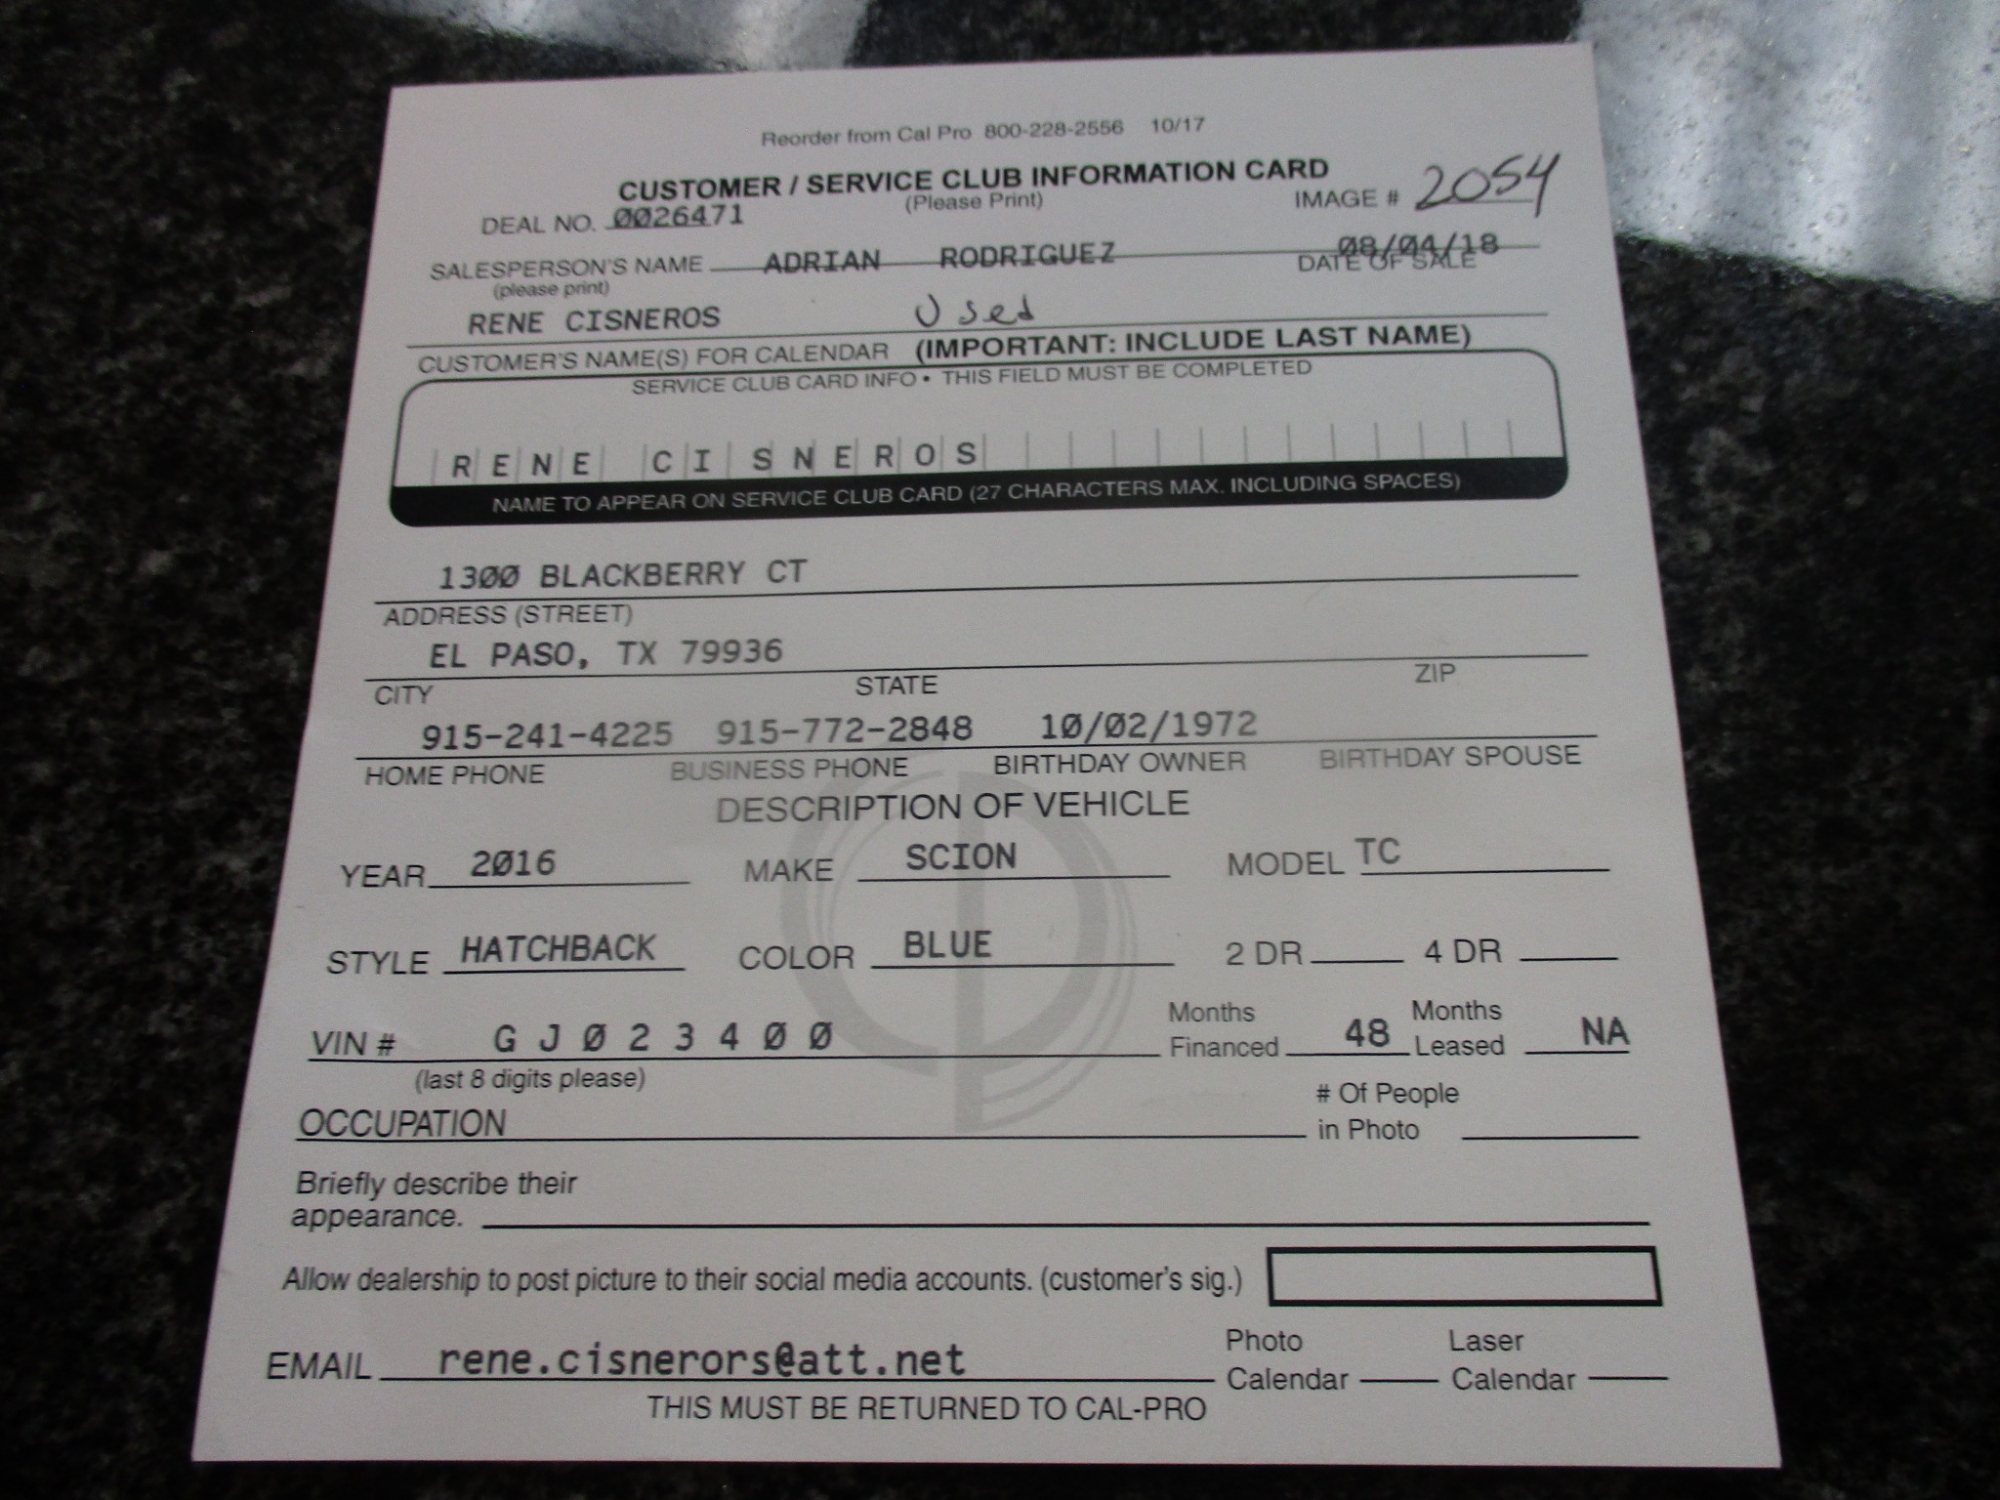 Reorder from Cal Pro 800-228-2556 10/17
CUSTOMER / SERVICE CLUB INFORMATION CARD
(Please Print)
DEAL NO. 0026471 IMAGE # 2054
SALESPERSON'S NAME ADRIAN RODRIGUEZ DATE OF SALE 08/04/18
(please print)
RENE CISNEROS Used
CUSTOMER'S NAME(S) FOR CALENDAR (IMPORTANT: INCLUDE LAST NAME)
SERVICE CLUB CARD INFO • THIS FIELD MUST BE COMPLETED
RENE CISNEROS
NAME TO APPEAR ON SERVICE CLUB CARD (27 CHARACTERS MAX. INCLUDING SPACES)
1300 BLACKBERRY CT
ADDRESS (STREET)
EL PASO, TX 79936
CITY STATE ZIP
915-241-4225 915-772-2848 10/02/1972
HOME PHONE BUSINESS PHONE BIRTHDAY OWNER BIRTHDAY SPOUSE
DESCRIPTION OF VEHICLE
YEAR 2016 MAKE SCION MODEL TC
STYLE HATCHBACK COLOR BLUE 2 DR 4 DR
VIN # GJ023400 Months Financed 48 Months Leased NA
(last 8 digits please)
OCCUPATION # Of People in Photo
Briefly describe their
appearance.
Allow dealership to post picture to their social media accounts. (customer's sig.)
EMAIL rene.cisnerors@att.net Photo Calendar Laser Calendar
THIS MUST BE RETURNED TO CAL-PRO